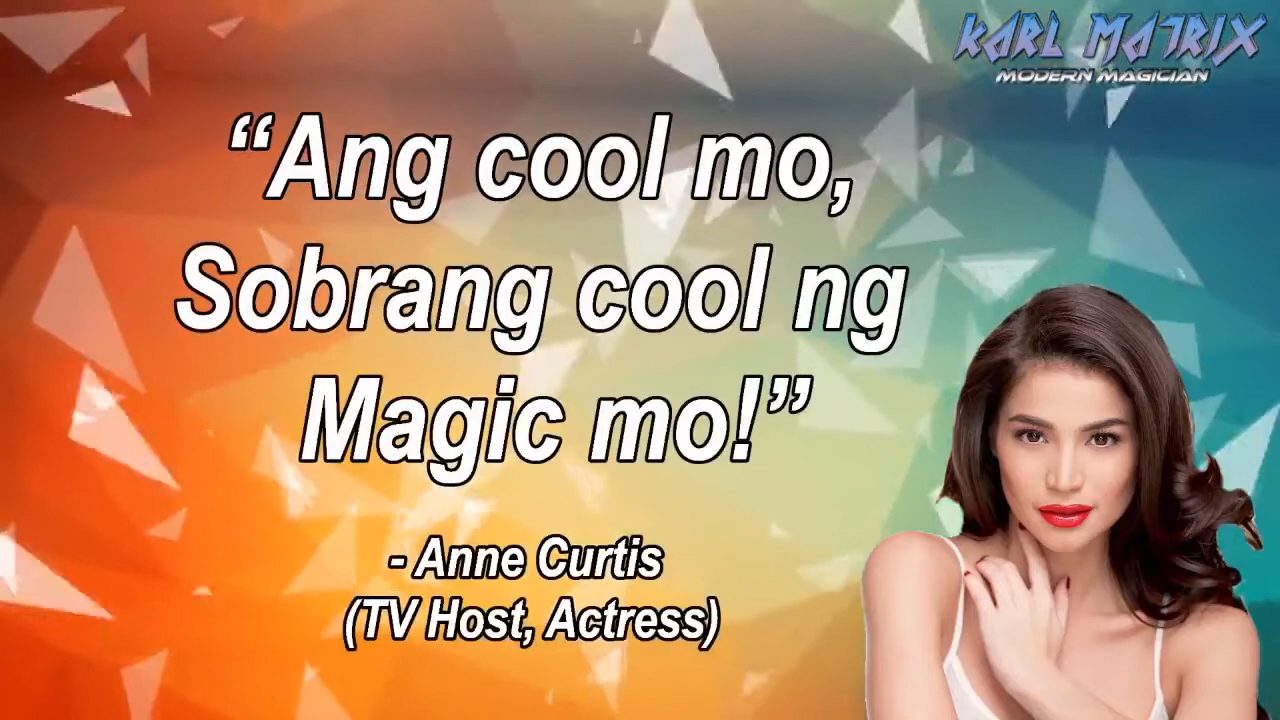 KARL MATRIX
MODERN MAGICIAN
“Ang cool mo,
Sobrang cool ng
Magic mo!”
- Anne Curtis
(TV Host, Actress)